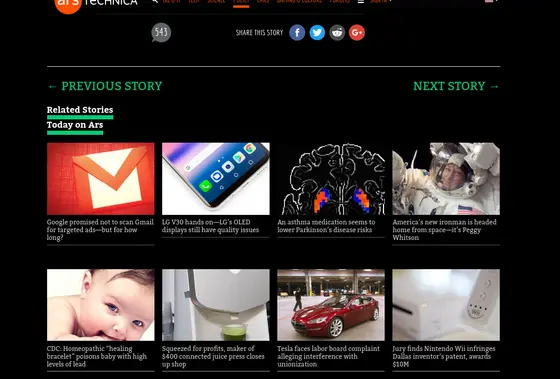 ars TECHNICA
543
SHARE THIS STORY
← PREVIOUS STORY
NEXT STORY →
Related Stories
Today on Ars
Google promised not to scan Gmail
for targeted ads—but for how
long?
LG V30 hands on—LG's OLED
displays still have quality issues
An asthma medication seems to
lower Parkinson's disease risks
America's new ironman is headed
home from space—it's Peggy
Whitson
CDC: Homeopathic "healing
bracelet" poisons baby with high
levels of lead
Squeezed for profits, maker of
$400 connected juice press closes
up shop
Tesla faces labor board complaint
alleging interference with
unionization
Jury finds Nintendo Wii infringes
Dallas inventor's patent, awards
$10M